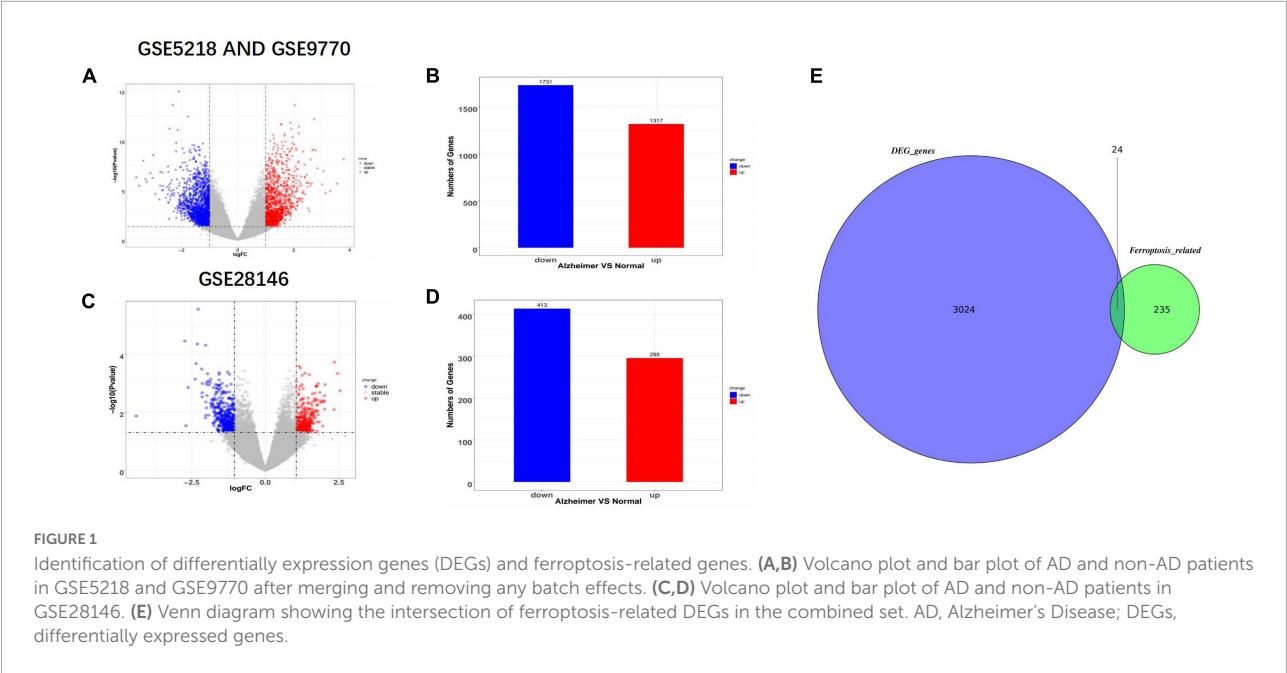 GSE5218 AND GSE9770
A
15
10
5
0
-2
0
2
4
-log10(Pvalue)
logFC
down
stable
up
B
1731
1317
1500
1000
500
0
Numbers of Genes
down
up
Alzheimer VS Normal
change
down
up
E
DEG_genes
24
Ferroptosis_related
3024
235
GSE28146
C
4
2
0
-2.5
0.0
2.5
-log10(Pvalue)
logFC
change
down
stable
up
D
413
295
400
300
200
100
0
Numbers of Genes
down
up
Alzheimer VS Normal
change
down
up
FIGURE 1
Identification of differentially expression genes (DEGs) and ferroptosis-related genes. (A,B) Volcano plot and bar plot of AD and non-AD patients
in GSE5218 and GSE9770 after merging and removing any batch effects. (C,D) Volcano plot and bar plot of AD and non-AD patients in
GSE28146. (E) Venn diagram showing the intersection of ferroptosis-related DEGs in the combined set. AD, Alzheimer's Disease; DEGs,
differentially expressed genes.